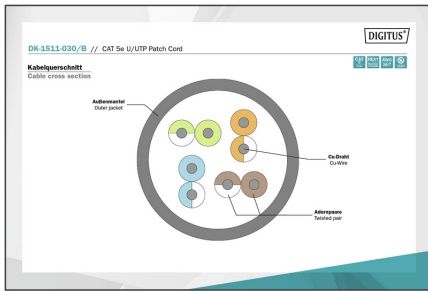 DIGITUS®
DK-1511-030/B // CAT 5e U/UTP Patch Cord
Kabelquerschnitt
Cable cross section
Außenmantel
Outer jacket
Cu-Draht
Cu-Wire
Adernpaare
Twisted pair